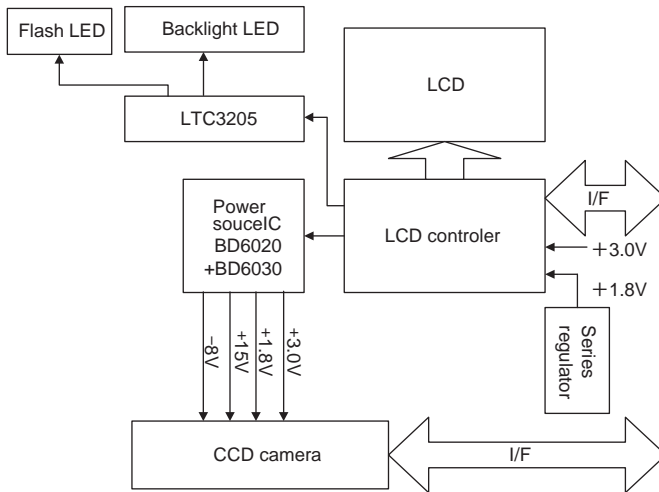 Flash LED
Backlight LED
LTC3205
LCD
Power
souceIC
BD6020
+BD6030
LCD controler
I/F
+3.0V
+1.8V
Series
regulator
−8V
+15V
+1.8V
+3.0V
CCD camera
I/F